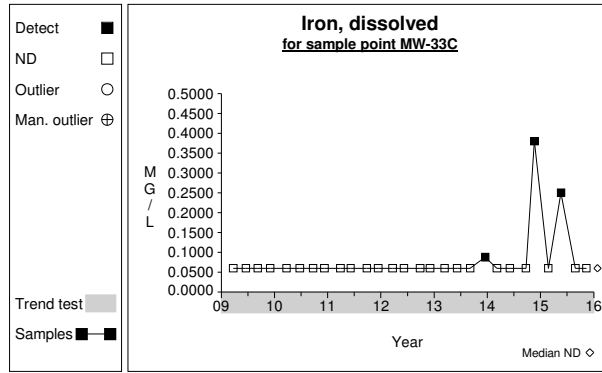 Detect
ND
Outlier
Man. outlier
Trend test
Samples
Iron, dissolved
for sample point MW-33C
0.5000
0.4500
0.4000
0.3500
0.3000
0.2500
0.2000
0.1500
0.1000
0.0500
0.0000
M
G
/
L
09 10 11 12 13 14 15 16
Year
Median ND